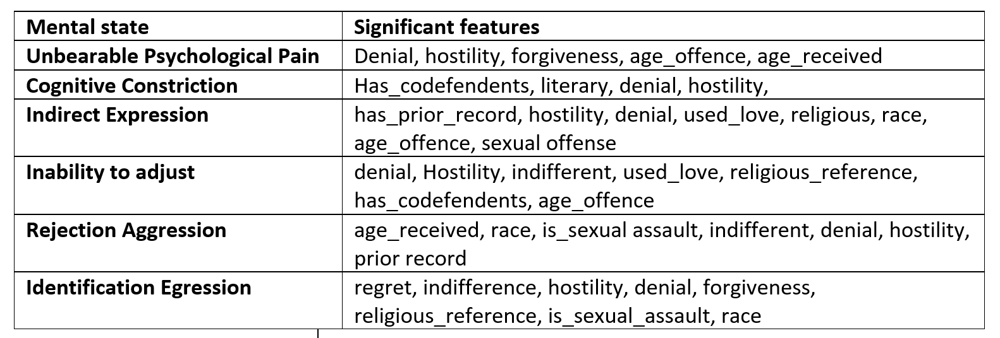 Mental state Significant features
Unbearable Psychological Pain Denial, hostility, forgiveness, age_offence, age_received
Cognitive Constriction Has_codefendents, literary, denial, hostility,
Indirect Expression has_prior_record, hostility, denial, used_love, religious, race,
age_offence, sexual offense
Inability to adjust denial, Hostility, indifferent, used_love, religious_reference,
has_codefendents, age_offence
Rejection Aggression age_received, race, is_sexual assault, indifferent, denial, hostility,
prior record
Identification Egression regret, indifference, hostility, denial, forgiveness,
religious_reference, is_sexual_assault, race